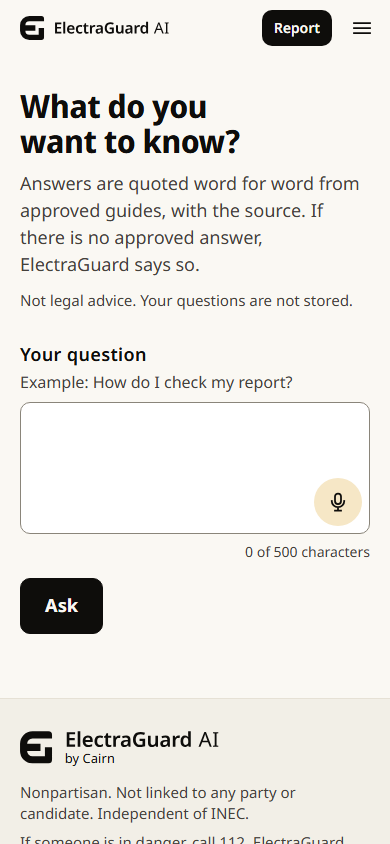 ElectraGuard AI
Report
What do you
want to know?
Answers are quoted word for word from
approved guides, with the source. If
there is no approved answer,
ElectraGuard says so.
Not legal advice. Your questions are not stored.
Your question
Example: How do I check my report?
0 of 500 characters
Ask
ElectraGuard AI
by Cairn
Nonpartisan. Not linked to any party or
candidate. Independent of INEC.
If someone is in danger, call 112. ElectraGuard